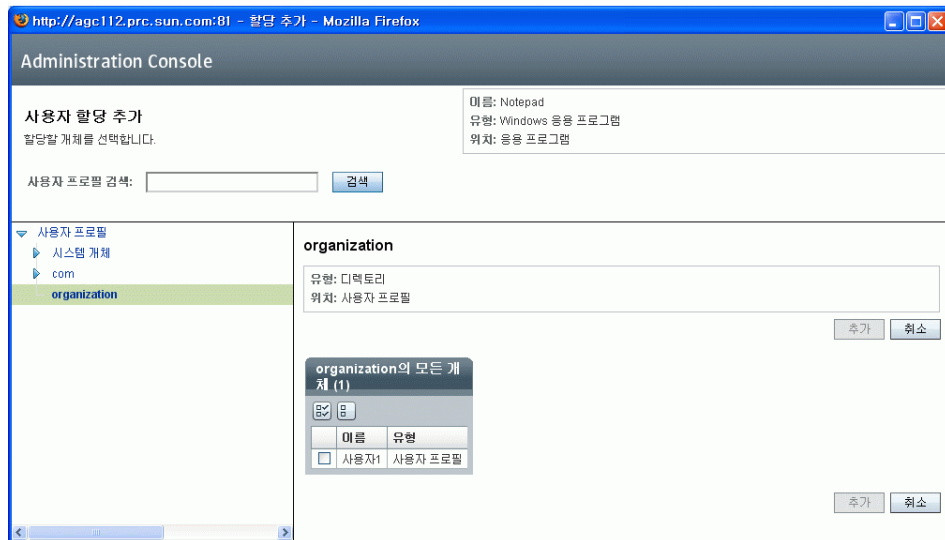 http://agc112.prc.sun.com:81 - 할당 추가 - Mozilla Firefox
Administration Console
사용자 할당 추가
할당할 개체를 선택합니다.
이름: Notepad
유형: Windows 응용 프로그램
위치: 응용 프로그램
사용자 프로필 검색:
검색
사용자 프로필
시스템 개체
com
organization
organization
유형: 디렉토리
위치: 사용자 프로필
추가 취소
organization의 모든 개
체 (1)
이름 유형
사용자1 사용자 프로필
추가 취소